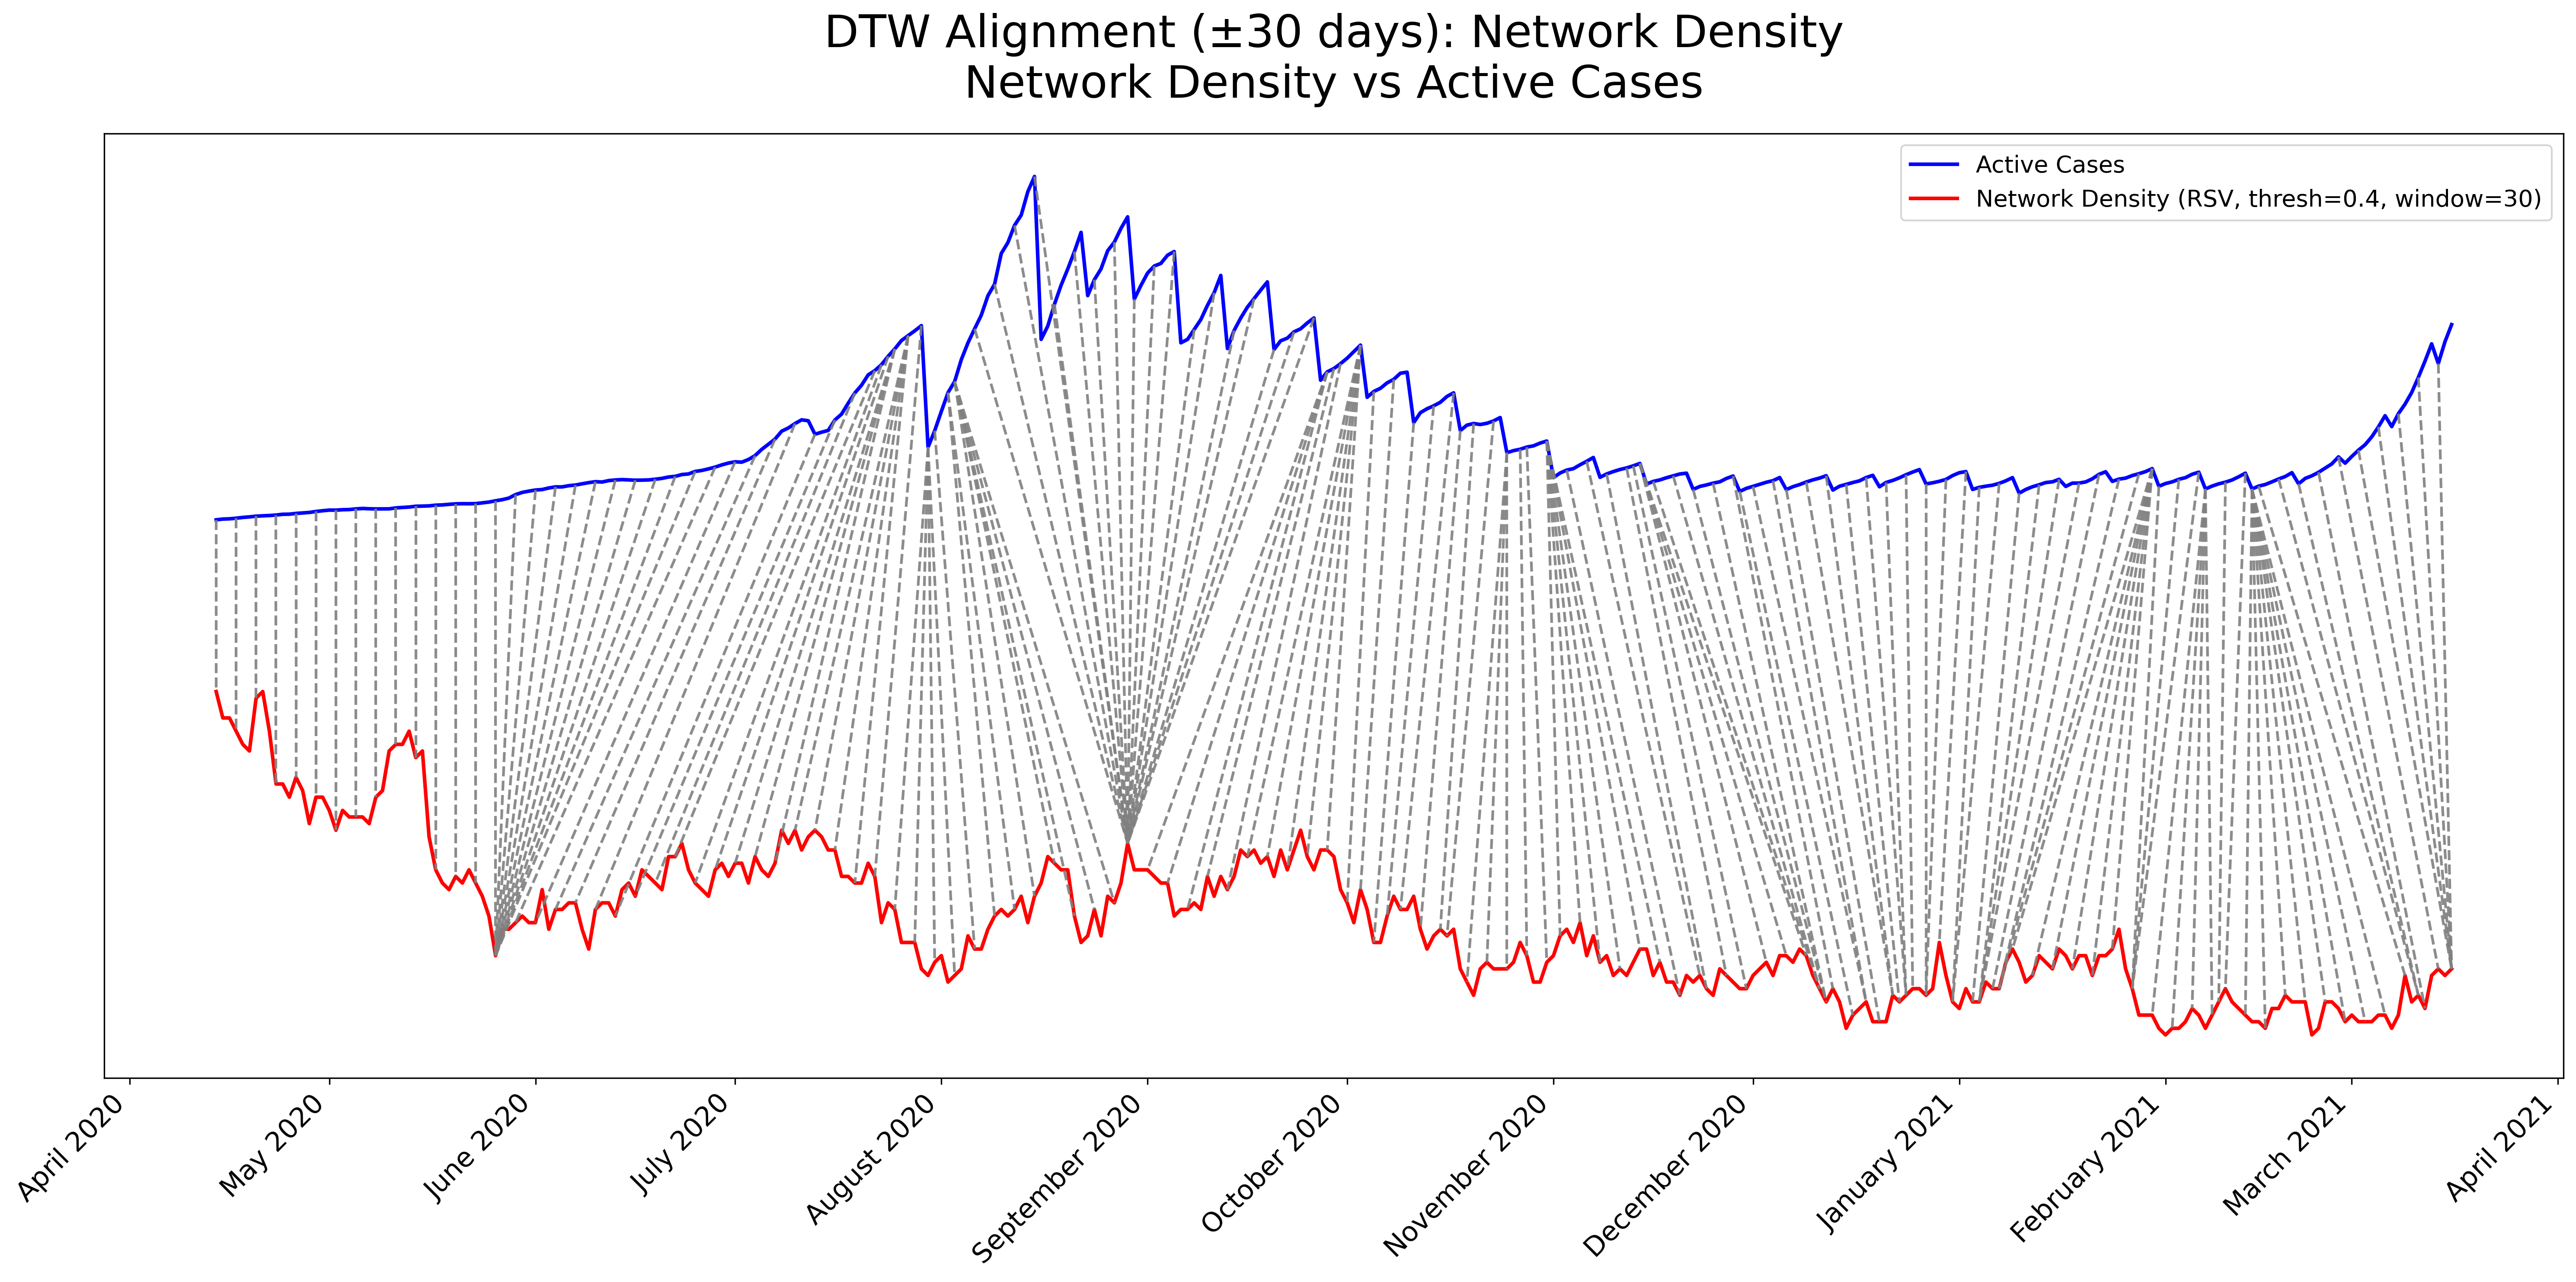 DTW Alignment (±30 days): Network Density
Network Density vs Active Cases
Active Cases
Network Density (RSV, thresh=0.4, window=30)
April 2020
May 2020
June 2020
July 2020
August 2020
September 2020
October 2020
November 2020
December 2020
January 2021
February 2021
March 2021
April 2021